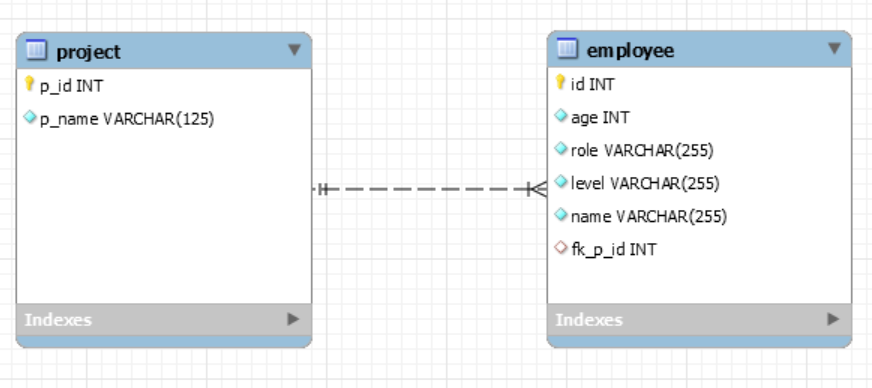 project
p_id INT
p_name VARCHAR(125)
Indexes
employee
id INT
age INT
role VARCHAR(255)
level VARCHAR(255)
name VARCHAR(255)
fk_p_id INT
Indexes